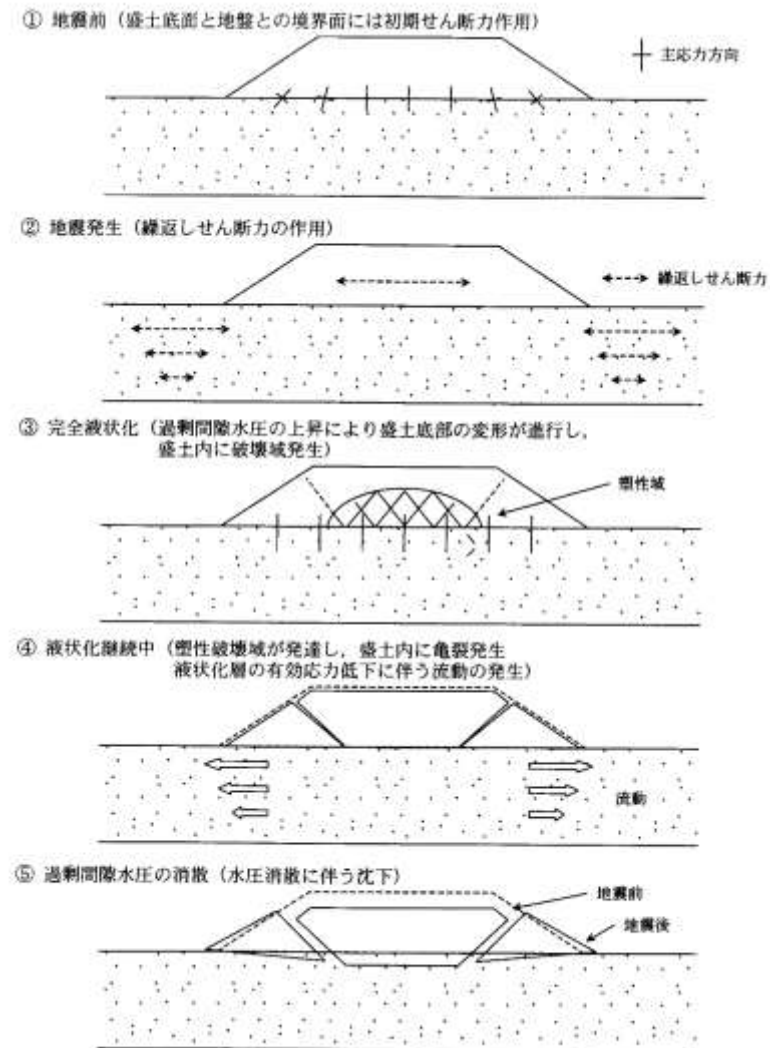 ① 地震前（盛土底面と地盤との境界面には初期せん断力作用）
主応力方向
② 地震発生（繰返しせん断力の作用）
繰返しせん断力
③ 完全液状化（過剰間隙水圧の上昇により盛土底部の変形が進行し，
盛土内に破壊域発生）
塑性域
④ 液状化継続中（塑性破壊域が発達し，盛土内に亀裂発生
液状化層の有効応力低下に伴う流動の発生）
流動
⑤ 過剰間隙水圧の消散（水圧消散に伴う沈下）
地震前
地震後